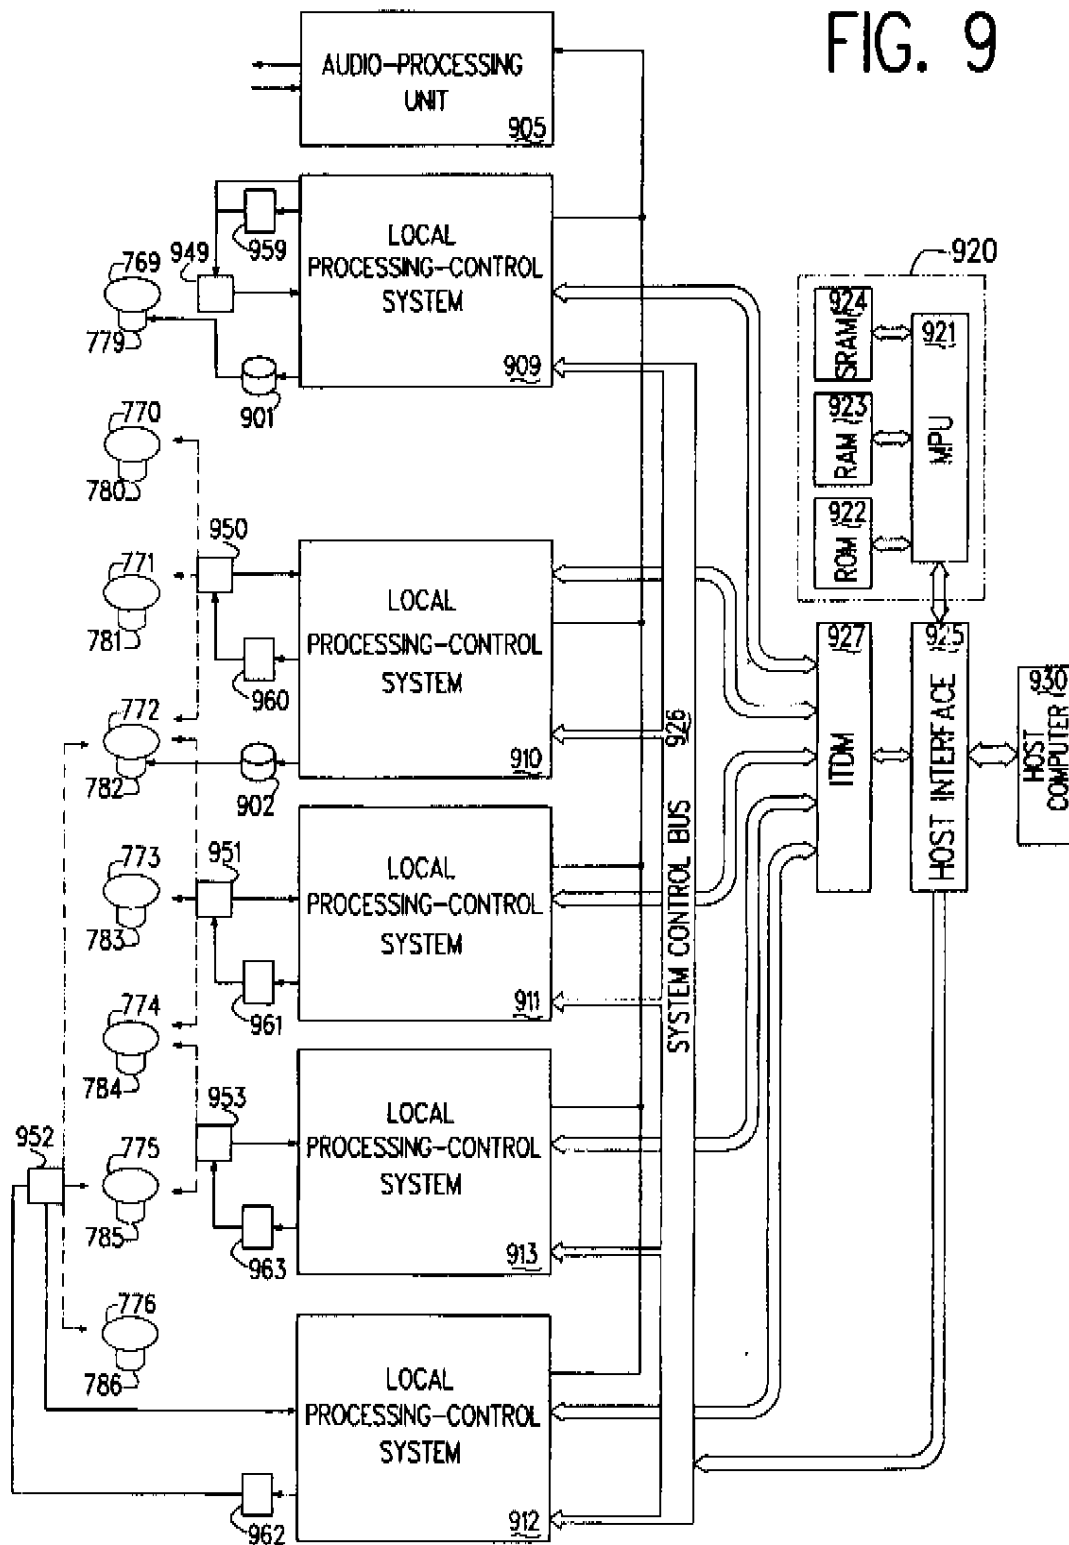 FIG. 9
AUDIO-PROCESSING
UNIT
905
LOCAL
PROCESSING-CONTROL
SYSTEM
909
959
949
769
779
901
770
780
950
771
781
960
LOCAL
PROCESSING-CONTROL
SYSTEM
910
772
782
902
773
783
951
961
LOCAL
PROCESSING-CONTROL
SYSTEM
911
774
784
953
952
775
785
963
LOCAL
PROCESSING-CONTROL
SYSTEM
913
776
786
962
LOCAL
PROCESSING-CONTROL
SYSTEM
912
SYSTEM CONTROL BUS
926
920
SRAM
924
RAM
923
ROM
922
MPU
921
ITDM
927
HOST INTERFACE
925
HOST
COMPUTER
930